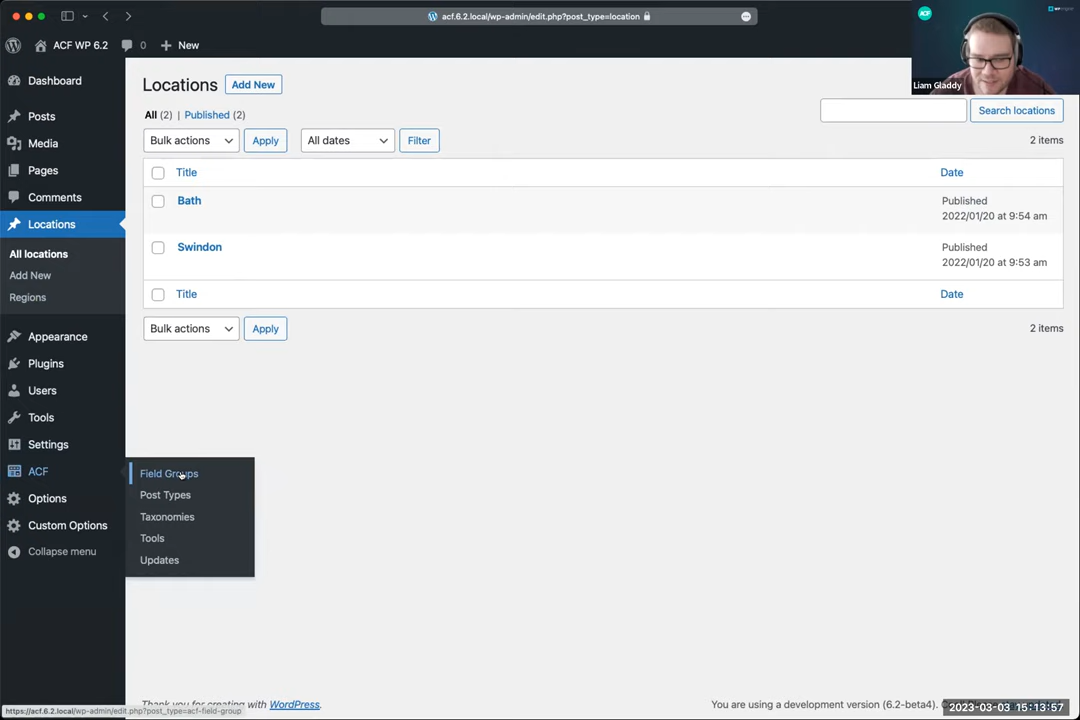 acf.6.2.local/wp-admin/edit.php?post_type=location
ACF WP 6.2
0
New
ACF
Liam Gladdy
Dashboard
Posts
Media
Pages
Comments
Locations
All locations
Add New
Regions
Appearance
Plugins
Users
Tools
Settings
ACF
Options
Custom Options
Collapse menu
Field Groups
Post Types
Taxonomies
Tools
Updates
Locations Add New
All (2) | Published (2)
Search locations
Bulk actions Apply All dates Filter
2 items
Title Date
Bath Published
2022/01/20 at 9:54 am
Swindon Published
2022/01/20 at 9:53 am
Title Date
Bulk actions Apply
2 items
Thank you for creating with WordPress.
You are using a development version (6.2-beta4).
https://acf.6.2.local/wp-admin/edit.php?post_type=acf-field-group
2023-03-03 15:13:57